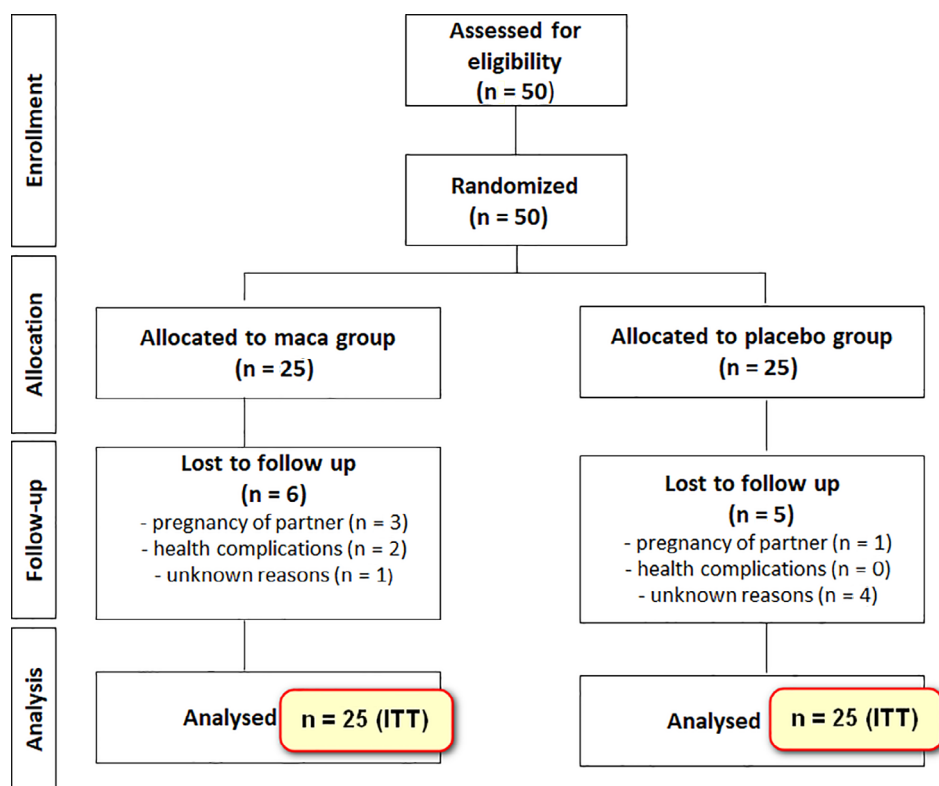 Enrollment
Assessed for
eligibility
(n = 50)
Randomized
(n = 50)
Allocation
Allocated to maca group
(n = 25)
Allocated to placebo group
(n = 25)
Follow-up
Lost to follow up
(n = 6)
- pregnancy of partner (n = 3)
- health complications (n = 2)
- unknown reasons (n = 1)
Lost to follow up
(n = 5)
- pregnancy of partner (n = 1)
- health complications (n = 0)
- unknown reasons (n = 4)
Analysis
Analysed n = 25 (ITT)
Analysed n = 25 (ITT)